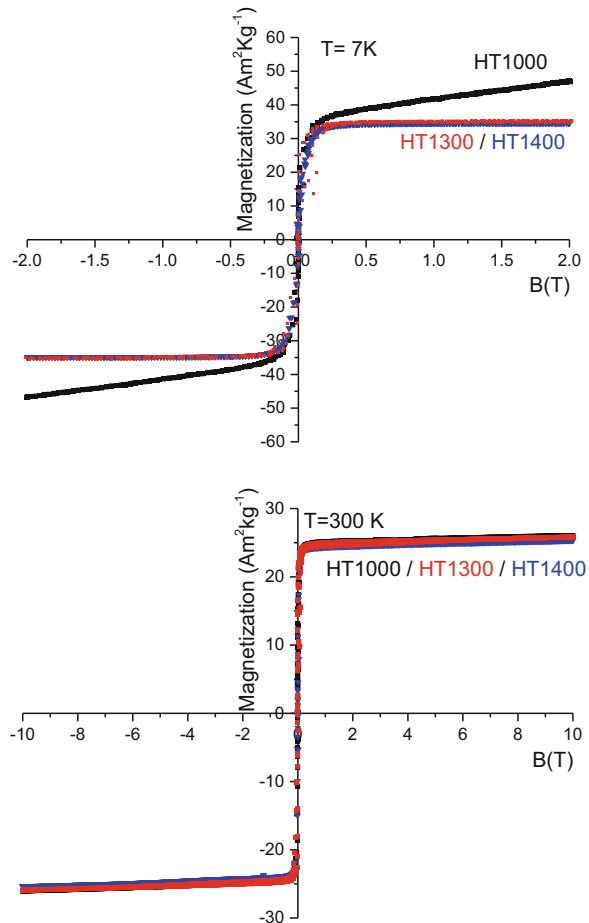 60
T= 7K
HT1000
50
40
30
HT1300 / HT1400
20
10
Magnetization (Am²Kg⁻¹)
0
-2.0 -1.5 -1.0 -0.5 0.0 0.5 1.0 1.5 2.0
B(T)
-10
-20
-30
-40
-50
-60
30
T=300 K
20
HT1000 / HT1300 / HT1400
10
Magnetization (Am²kg⁻¹)
0
-10 -8 -6 -4 -2 0 2 4 6 8 10
B(T)
-10
-20
-30